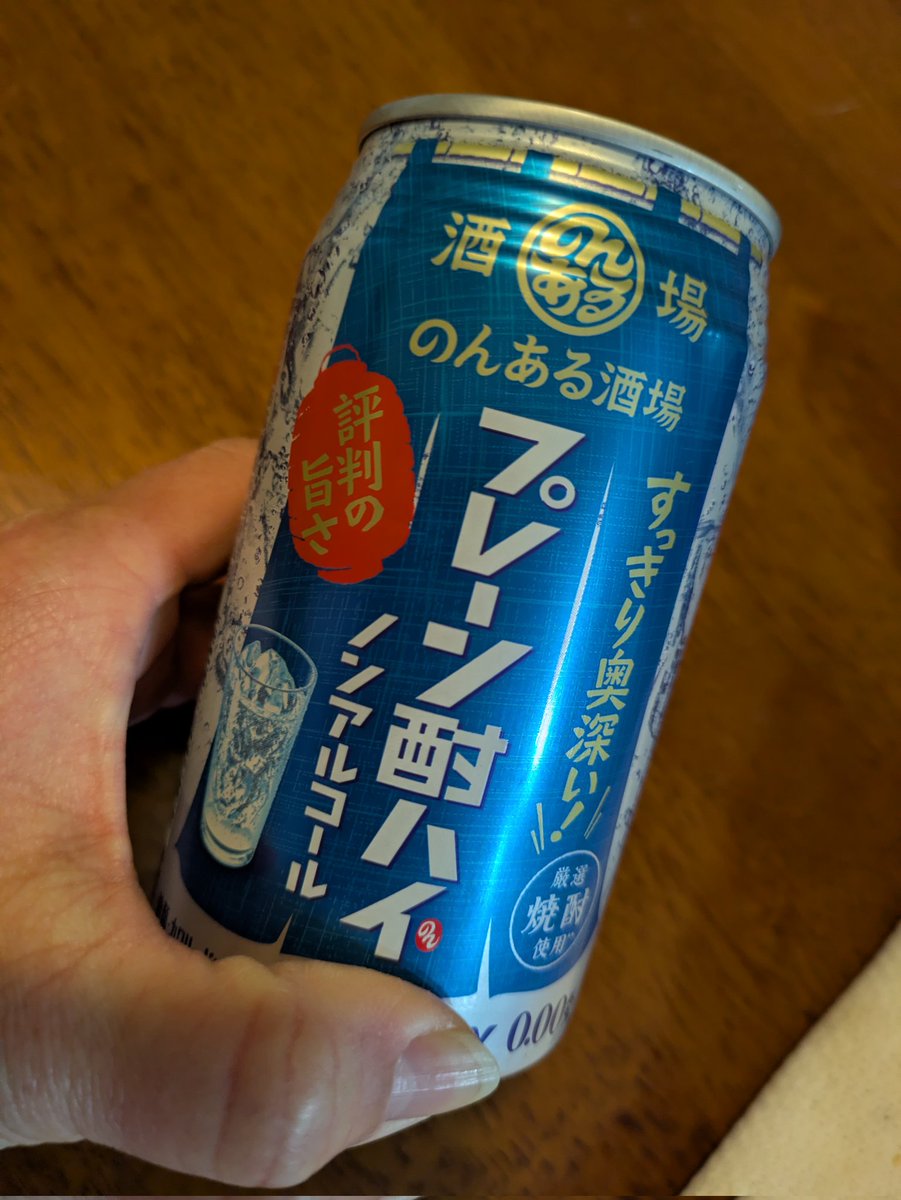 酒 のんある 場
のんある酒場
すっきり奥深い!
プレーン酎ハイ
のん
ノンアルコール
評判の
旨さ
厳選
焼酎
使用
0.00